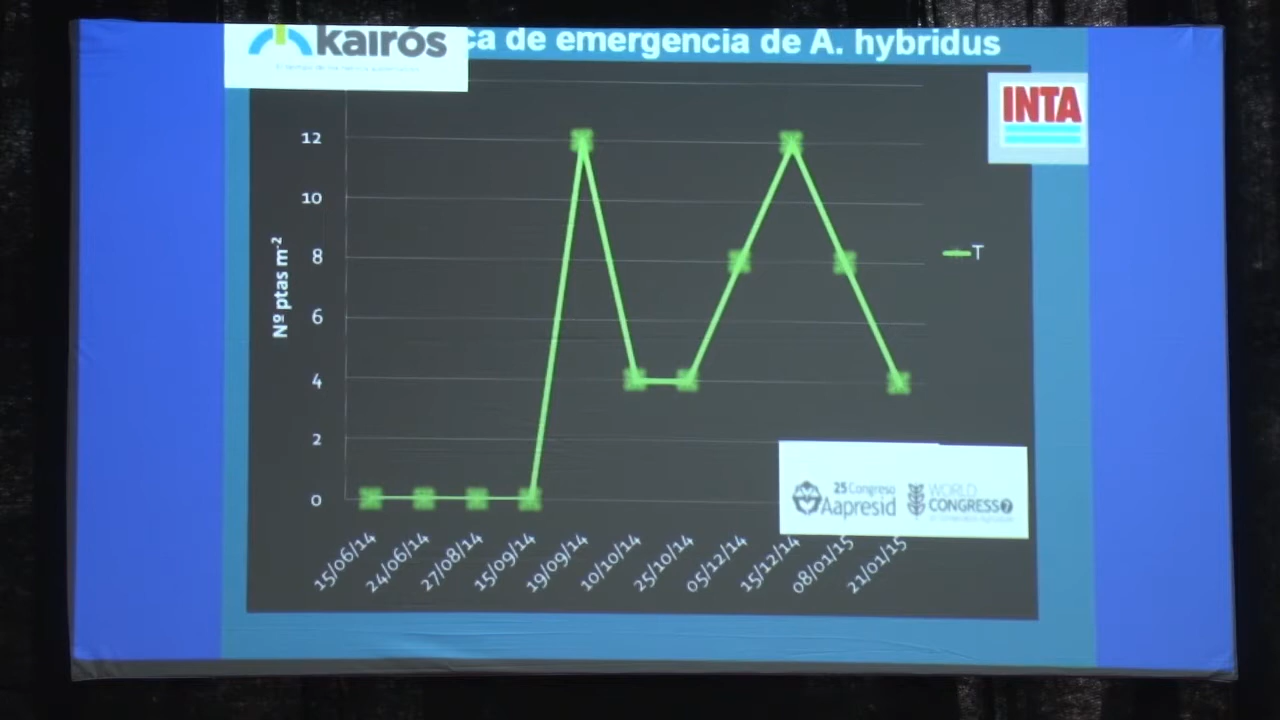 kairós
ca de emergencia de A. hybridus
INTA
12
10
8
6
4
2
0
Nº ptas m-2
T
25 Congreso
Aapresid
WORLD
CONGRESS
15/06/14
24/06/14
27/08/14
15/09/14
19/09/14
10/10/14
25/10/14
05/12/14
15/12/14
08/01/15
21/01/15